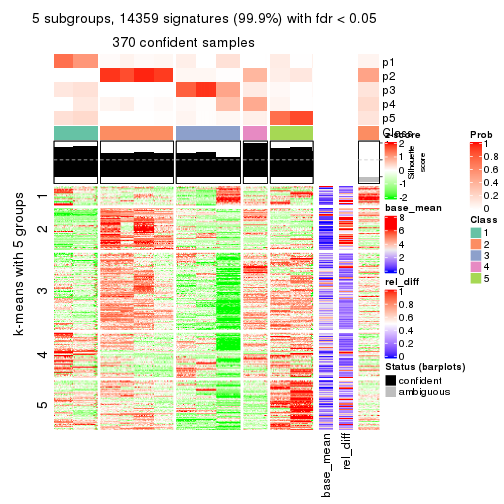 5 subgroups, 14359 signatures (99.9%) with fdr < 0.05
370 confident samples
p1
p2
p3
p4
p5
Class
Silhouette
score
k-means with 5 groups
1
2
3
4
5
base_mean
rel_diff
z-score
2
1
0
-1
-2
base_mean
8
6
4
2
0
rel_diff
1
0.8
0.6
0.4
0.2
0
Status (barplots)
confident
ambiguous
Prob
1
0.8
0.6
0.4
0.2
0
Class
1
2
3
4
5